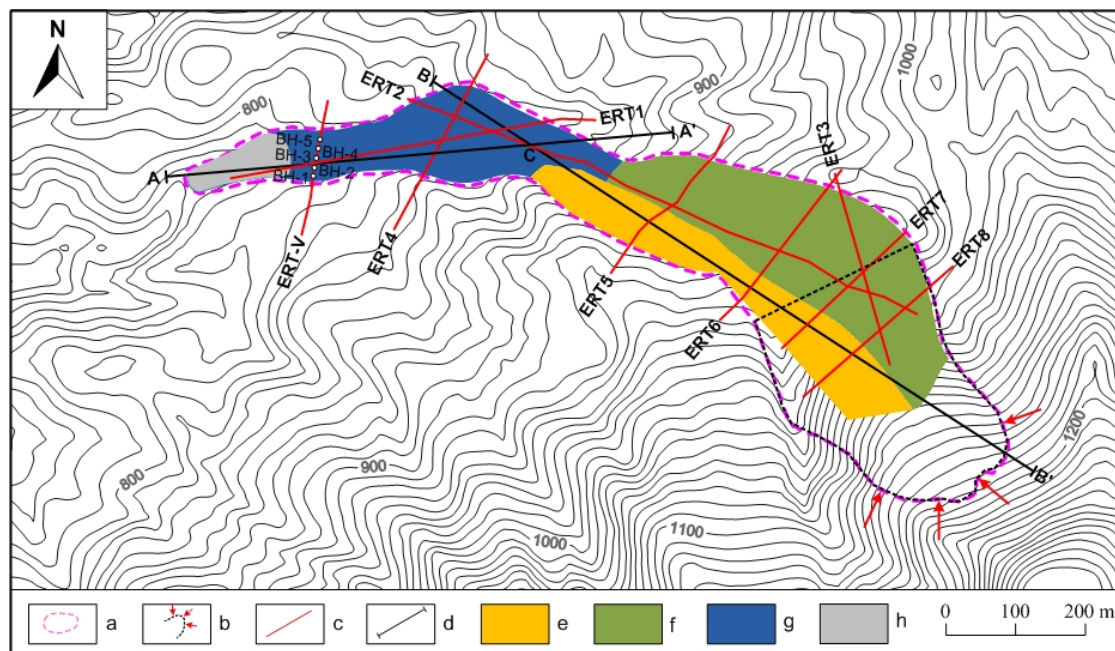 N
1000
900
800
B
ERT2
ERT1
A'
BH-5
BH-3
BH-4
A
BH-1
BH-2
C
ERT3
ERT7
ERT8
ERT-V
ERT4
ERT5
ERT6
1200
B'
800
900
1000
1100
a
b
c
d
e
f
g
h
0
100
200 m